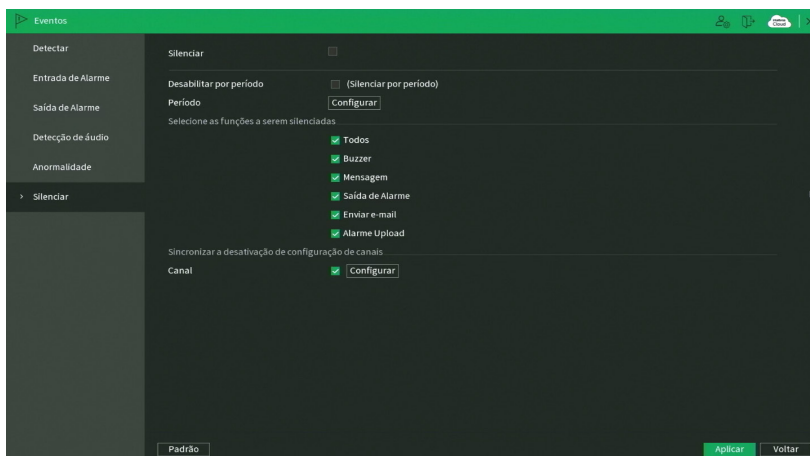 Eventos
Cloud
Detectar
Entrada de Alarme
Saída de Alarme
Detecção de áudio
Anormalidade
> Silenciar
Silenciar
Desabilitar por período (Silenciar por período)
Período Configurar
Selecione as funções a serem silenciadas
Todos
Buzzer
Mensagem
Saída de Alarme
Enviar e-mail
Alarme Upload
Sincronizar a desativação de configuração de canais
Canal Configurar
Padrão Aplicar Voltar